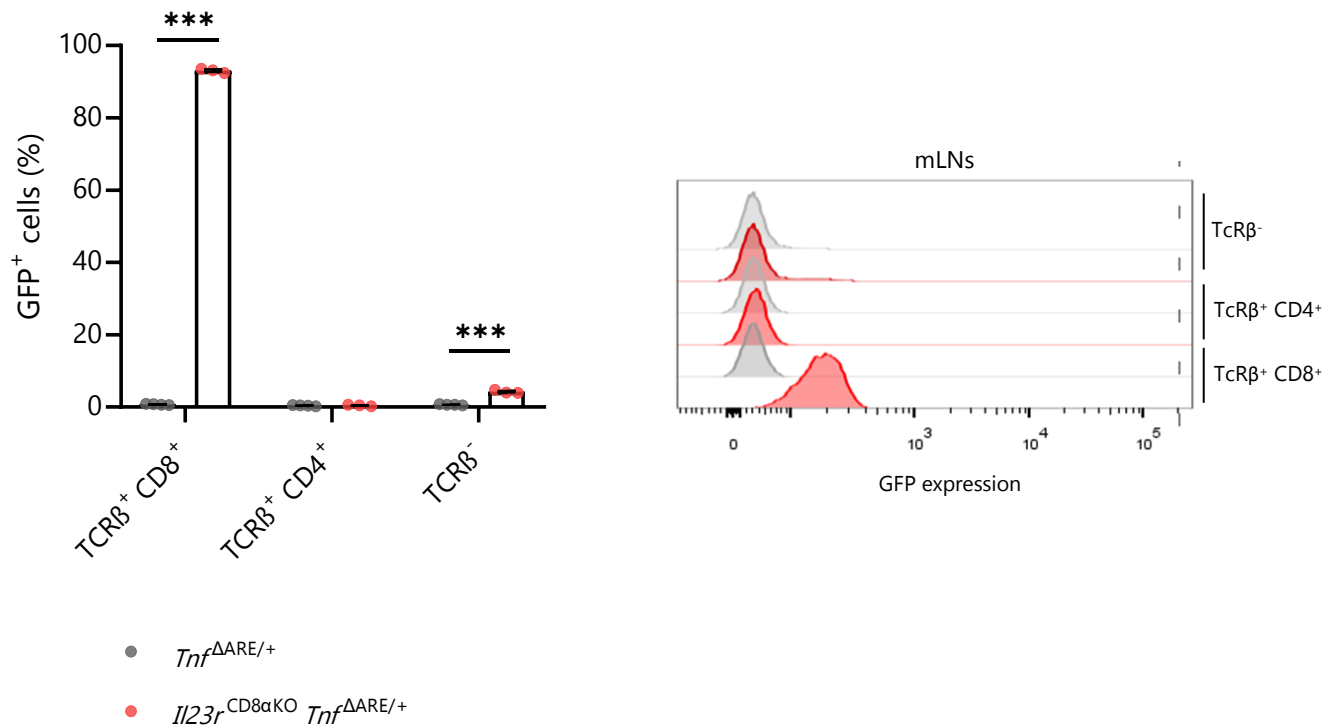 ***
100
80
60
40
20
0
GFP⁺ cells (%)
***
TCRβ⁺ CD8⁺
TCRβ⁺ CD4⁺
TCRβ⁻
Tnf ΔARE/+
Il23r CD8αKO Tnf ΔARE/+
mLNs
TcRβ⁻
TcRβ⁺ CD4⁺
TcRβ⁺ CD8⁺
0 10³ 10⁴ 10⁵
GFP expression